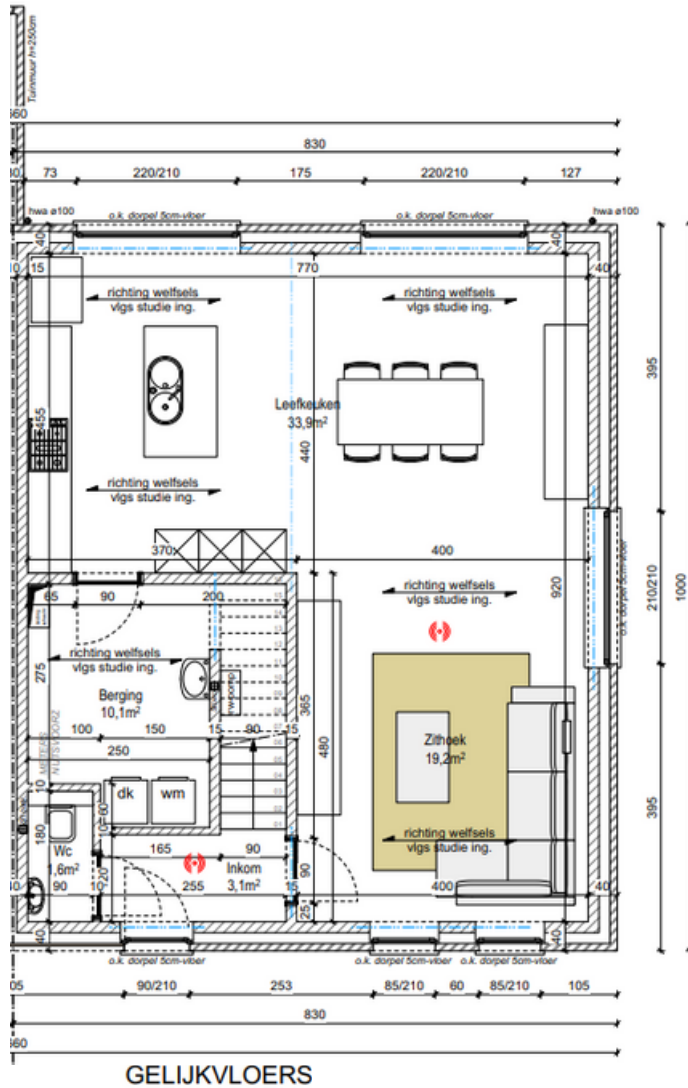 Tuinmuur h=250cm
660
830
73 220/210 175 220/210 127
hwa ø100 o.k. dorpel 5cm-vloer o.k. dorpel 5cm-vloer hwa ø100
40 40
15 770 40
richting welfsels
vlgs studie ing.
richting welfsels
vlgs studie ing.
395
Leefkeuken
33,9m²
455
440
richting welfsels
vlgs studie ing.
370 400
65 90 200
richting welfsels
vlgs studie ing.
920
210/210
o.k. dorpel 5cm-vloer
1000
275
richting welfsels
vlgs studie ing.
Berging
10,1m²
365
480
100 150 15 90 15
250
METERS
NUTSVOORZ
Zithoek
19,2m²
10
dk wm
395
180
10=60
richting welfsels
vlgs studie ing.
Wc
1,6m²
165 90
Inkom
3,1m²
90
40 90 10 255 15 400 40
120
25
40 40
o.k. dorpel 5cm-vloer o.k. dorpel 5cm-vloer o.k. dorpel 5cm-vloer
05 90/210 253 85/210 60 85/210 105
830
660
GELIJKVLOERS